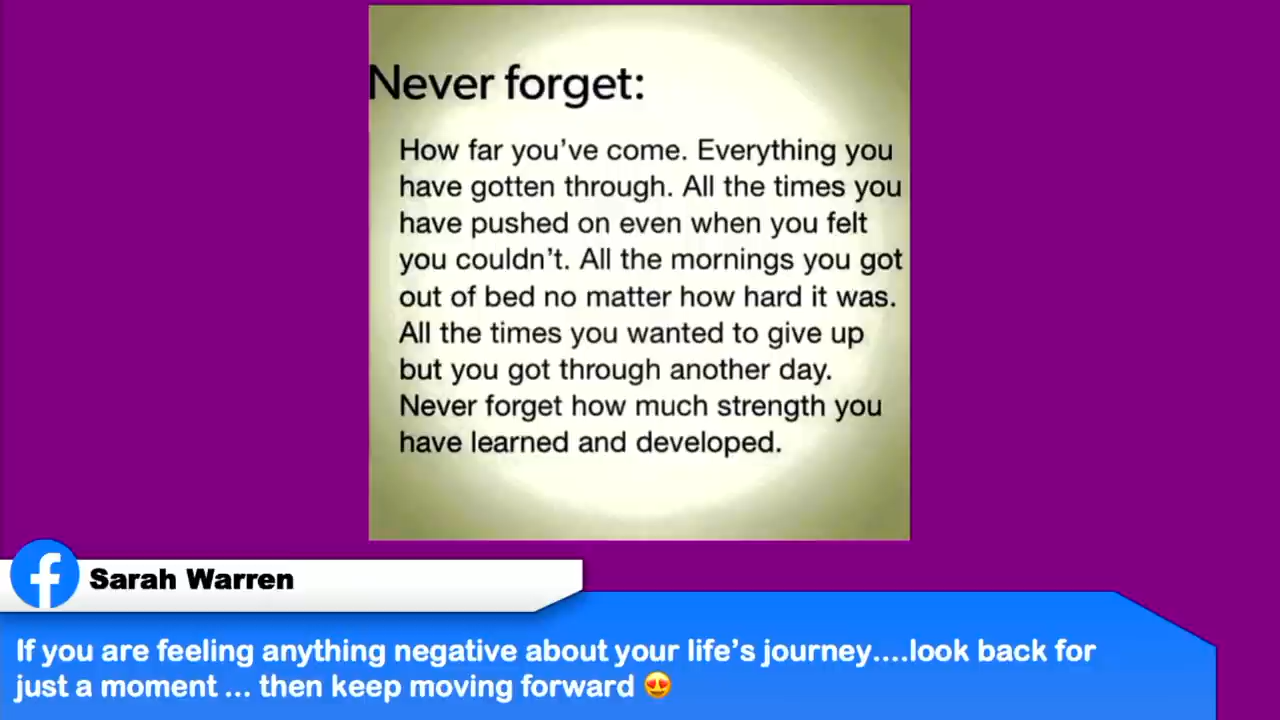 Never forget:
How far you’ve come. Everything you
have gotten through. All the times you
have pushed on even when you felt
you couldn’t. All the mornings you got
out of bed no matter how hard it was.
All the times you wanted to give up
but you got through another day.
Never forget how much strength you
have learned and developed.
Sarah Warren
If you are feeling anything negative about your life’s journey....look back for
just a moment ... then keep moving forward 😍